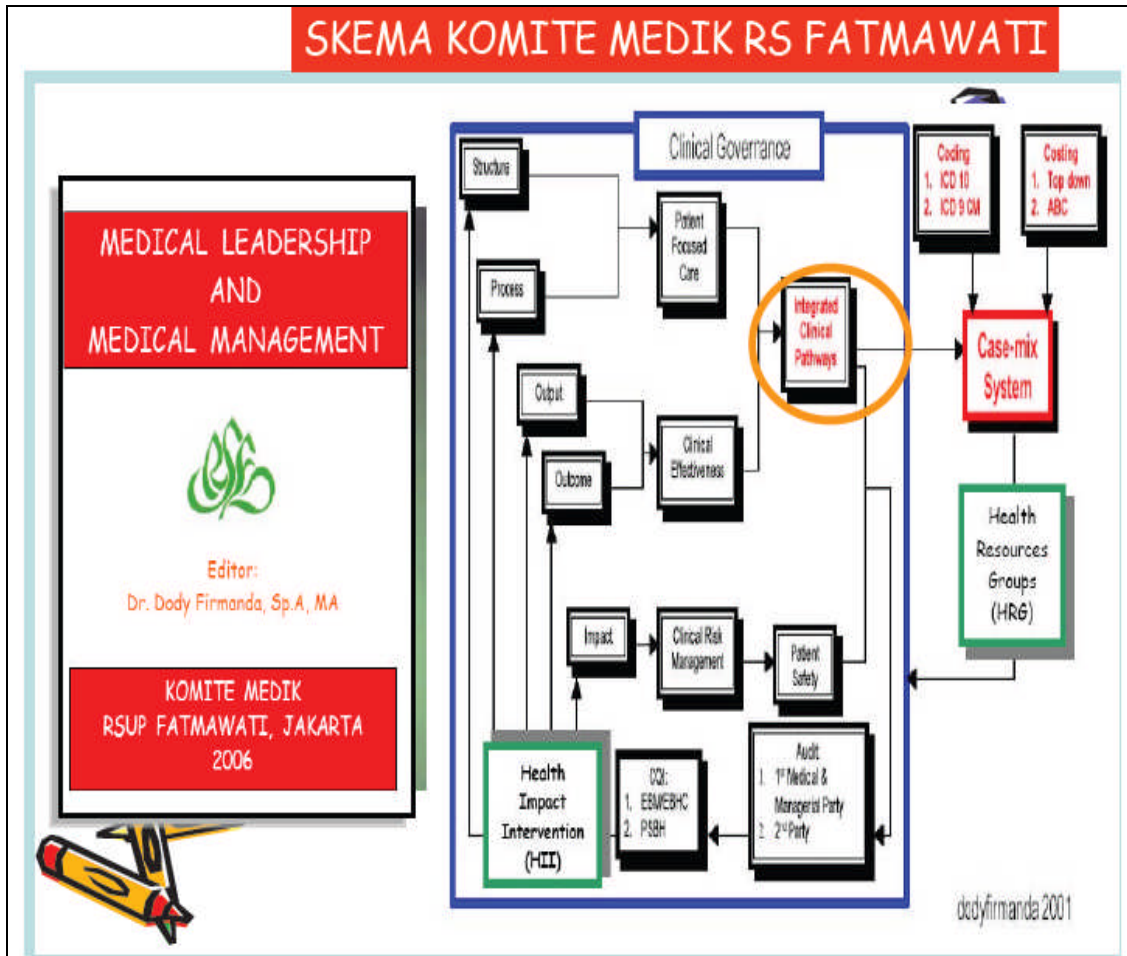 SKEMA KOMITE MEDIK RS FATMAWATI
MEDICAL LEADERSHIP
AND
MEDICAL MANAGEMENT
Editor:
Dr. Dody Firmanda, Sp.A, MA
KOMITE MEDIK
RSUP FATMAWATI, JAKARTA
2006
Clinical Governance
Structure
Process
Patient
Focused
Care
Integrated
Clinical
Pathways
Output
Outcome
Clinical
Effectiveness
Impact
Clinical Risk
Management
Patient
Safety
Health
Impact
Intervention
(HII)
CQI:
1. EBM/EBHC
2. PSBH
Audit
1. 1st Medical &
Managerial Party
2. 2nd Party
Coding
1. ICD 10
2. ICD 9 CM
Costing
1. Top down
2. ABC
Case-mix
System
Health
Resources
Groups
(HRG)
dodyfirmanda 2001